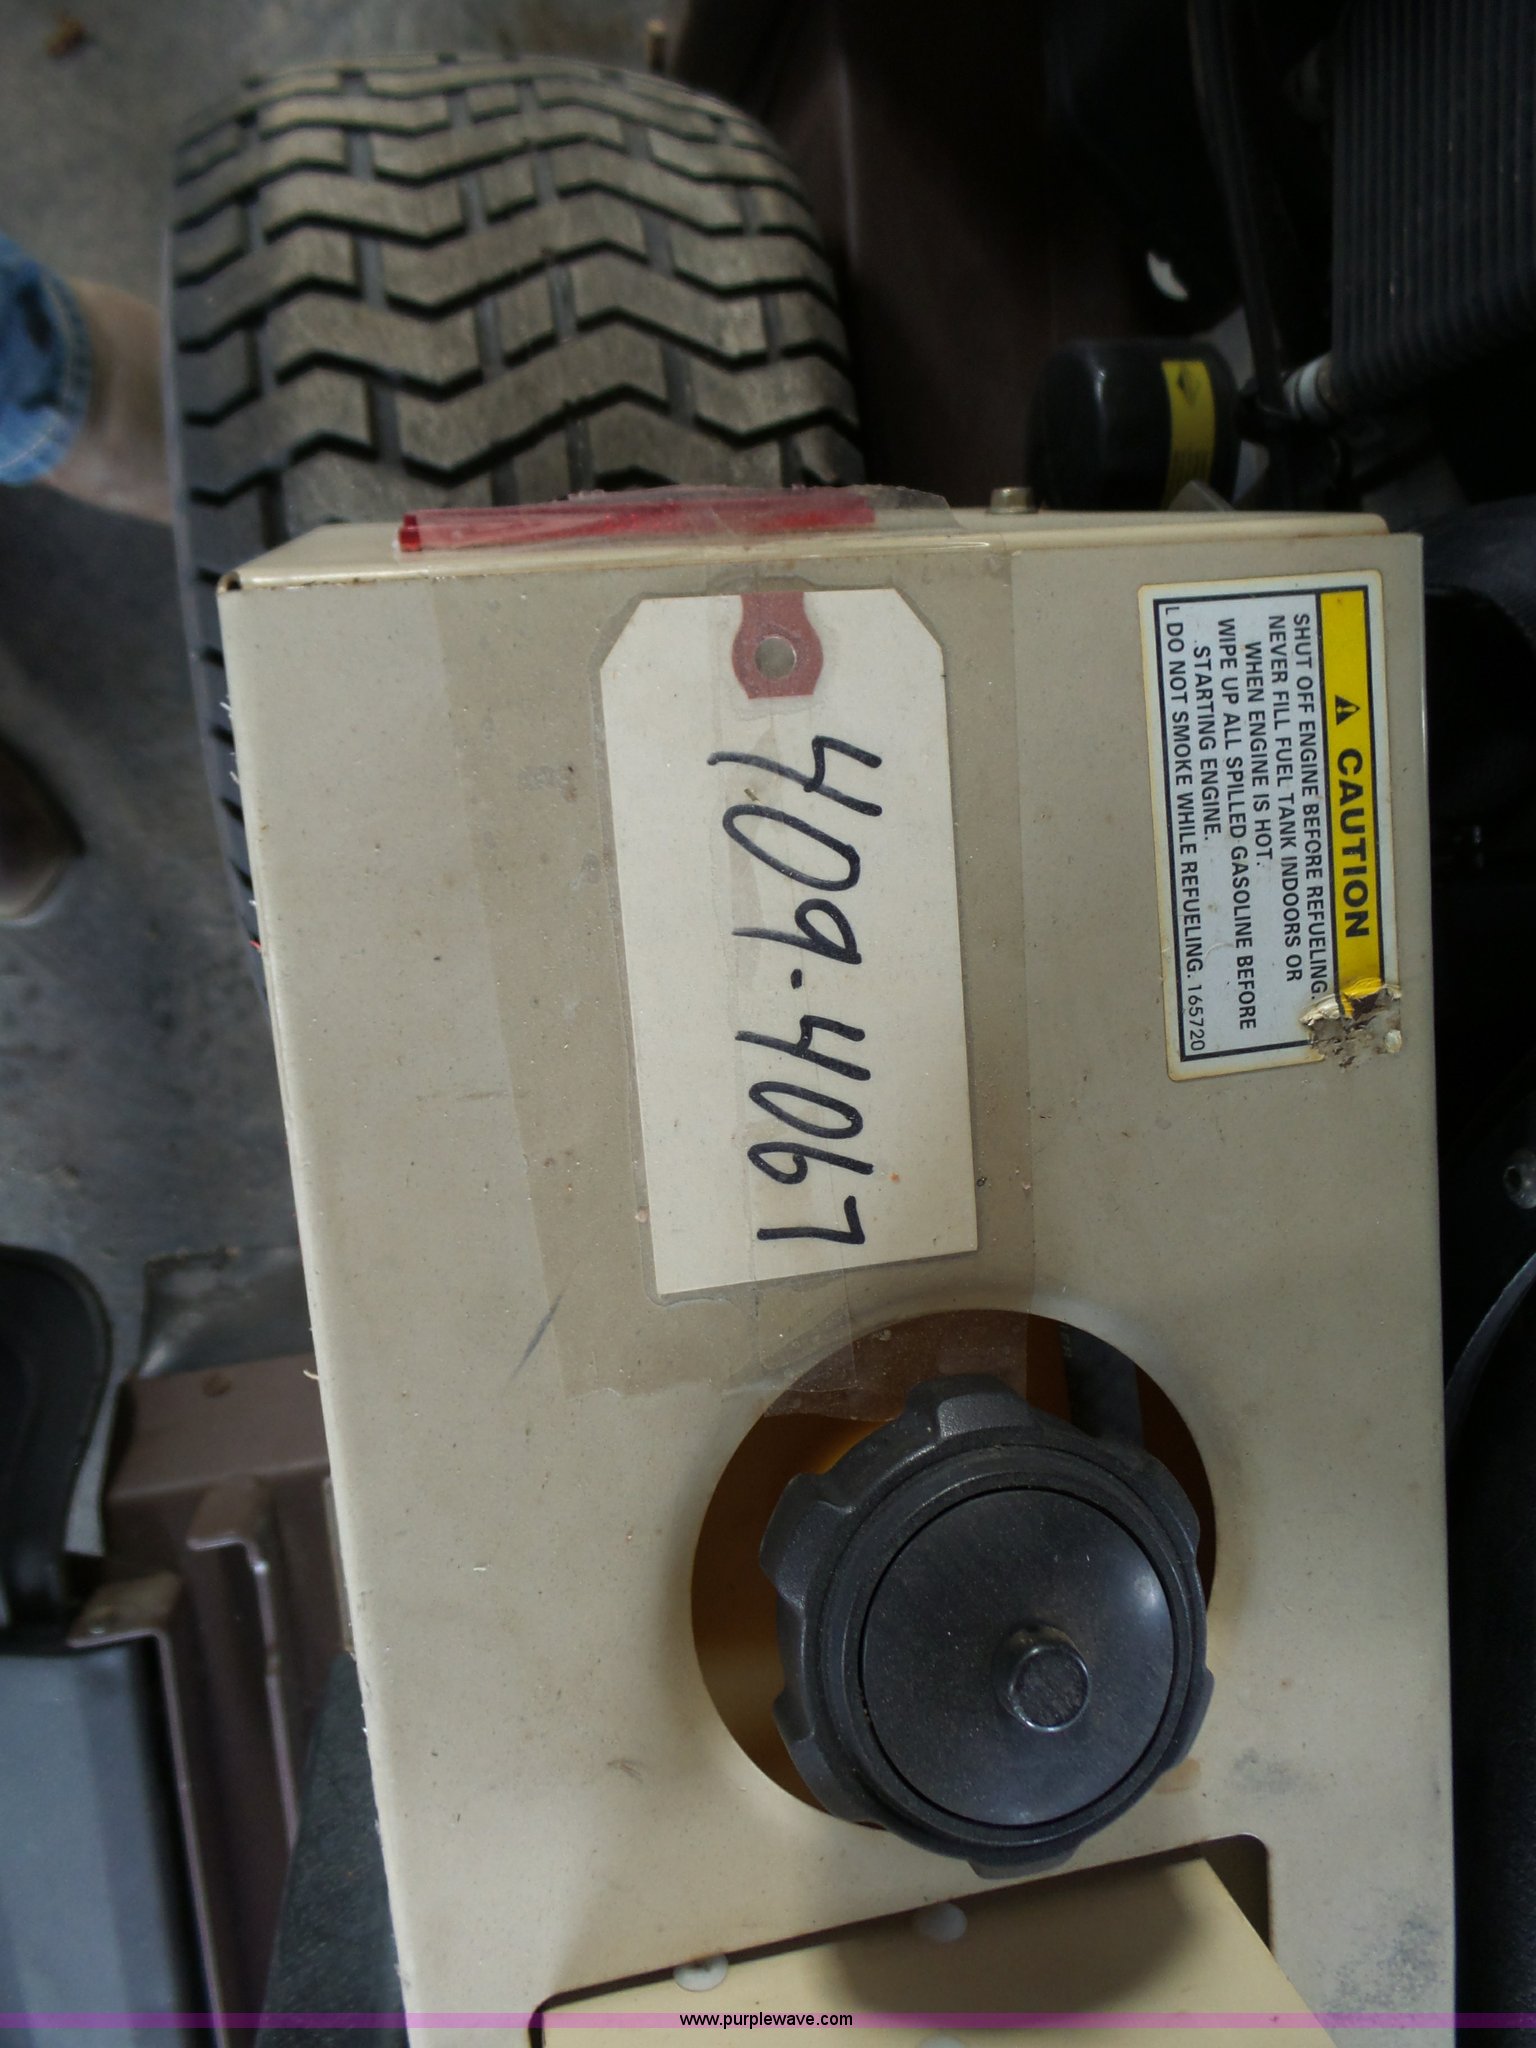 ⚠ CAUTION
SHUT OFF ENGINE BEFORE REFUELING.
NEVER FILL FUEL TANK INDOORS OR
WHEN ENGINE IS HOT.
WIPE UP ALL SPILLED GASOLINE BEFORE
STARTING ENGINE.
DO NOT SMOKE WHILE REFUELING. 165720
409-4067
www.purplewave.com